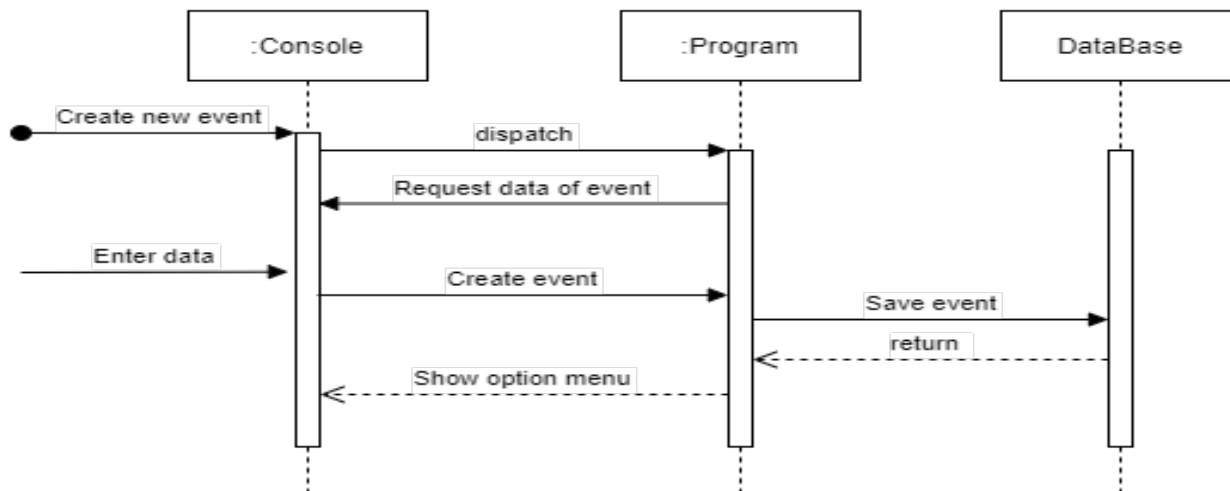 :Console
:Program
DataBase
Create new event
dispatch
Request data of event
Enter data
Create event
Save event
return
Show option menu